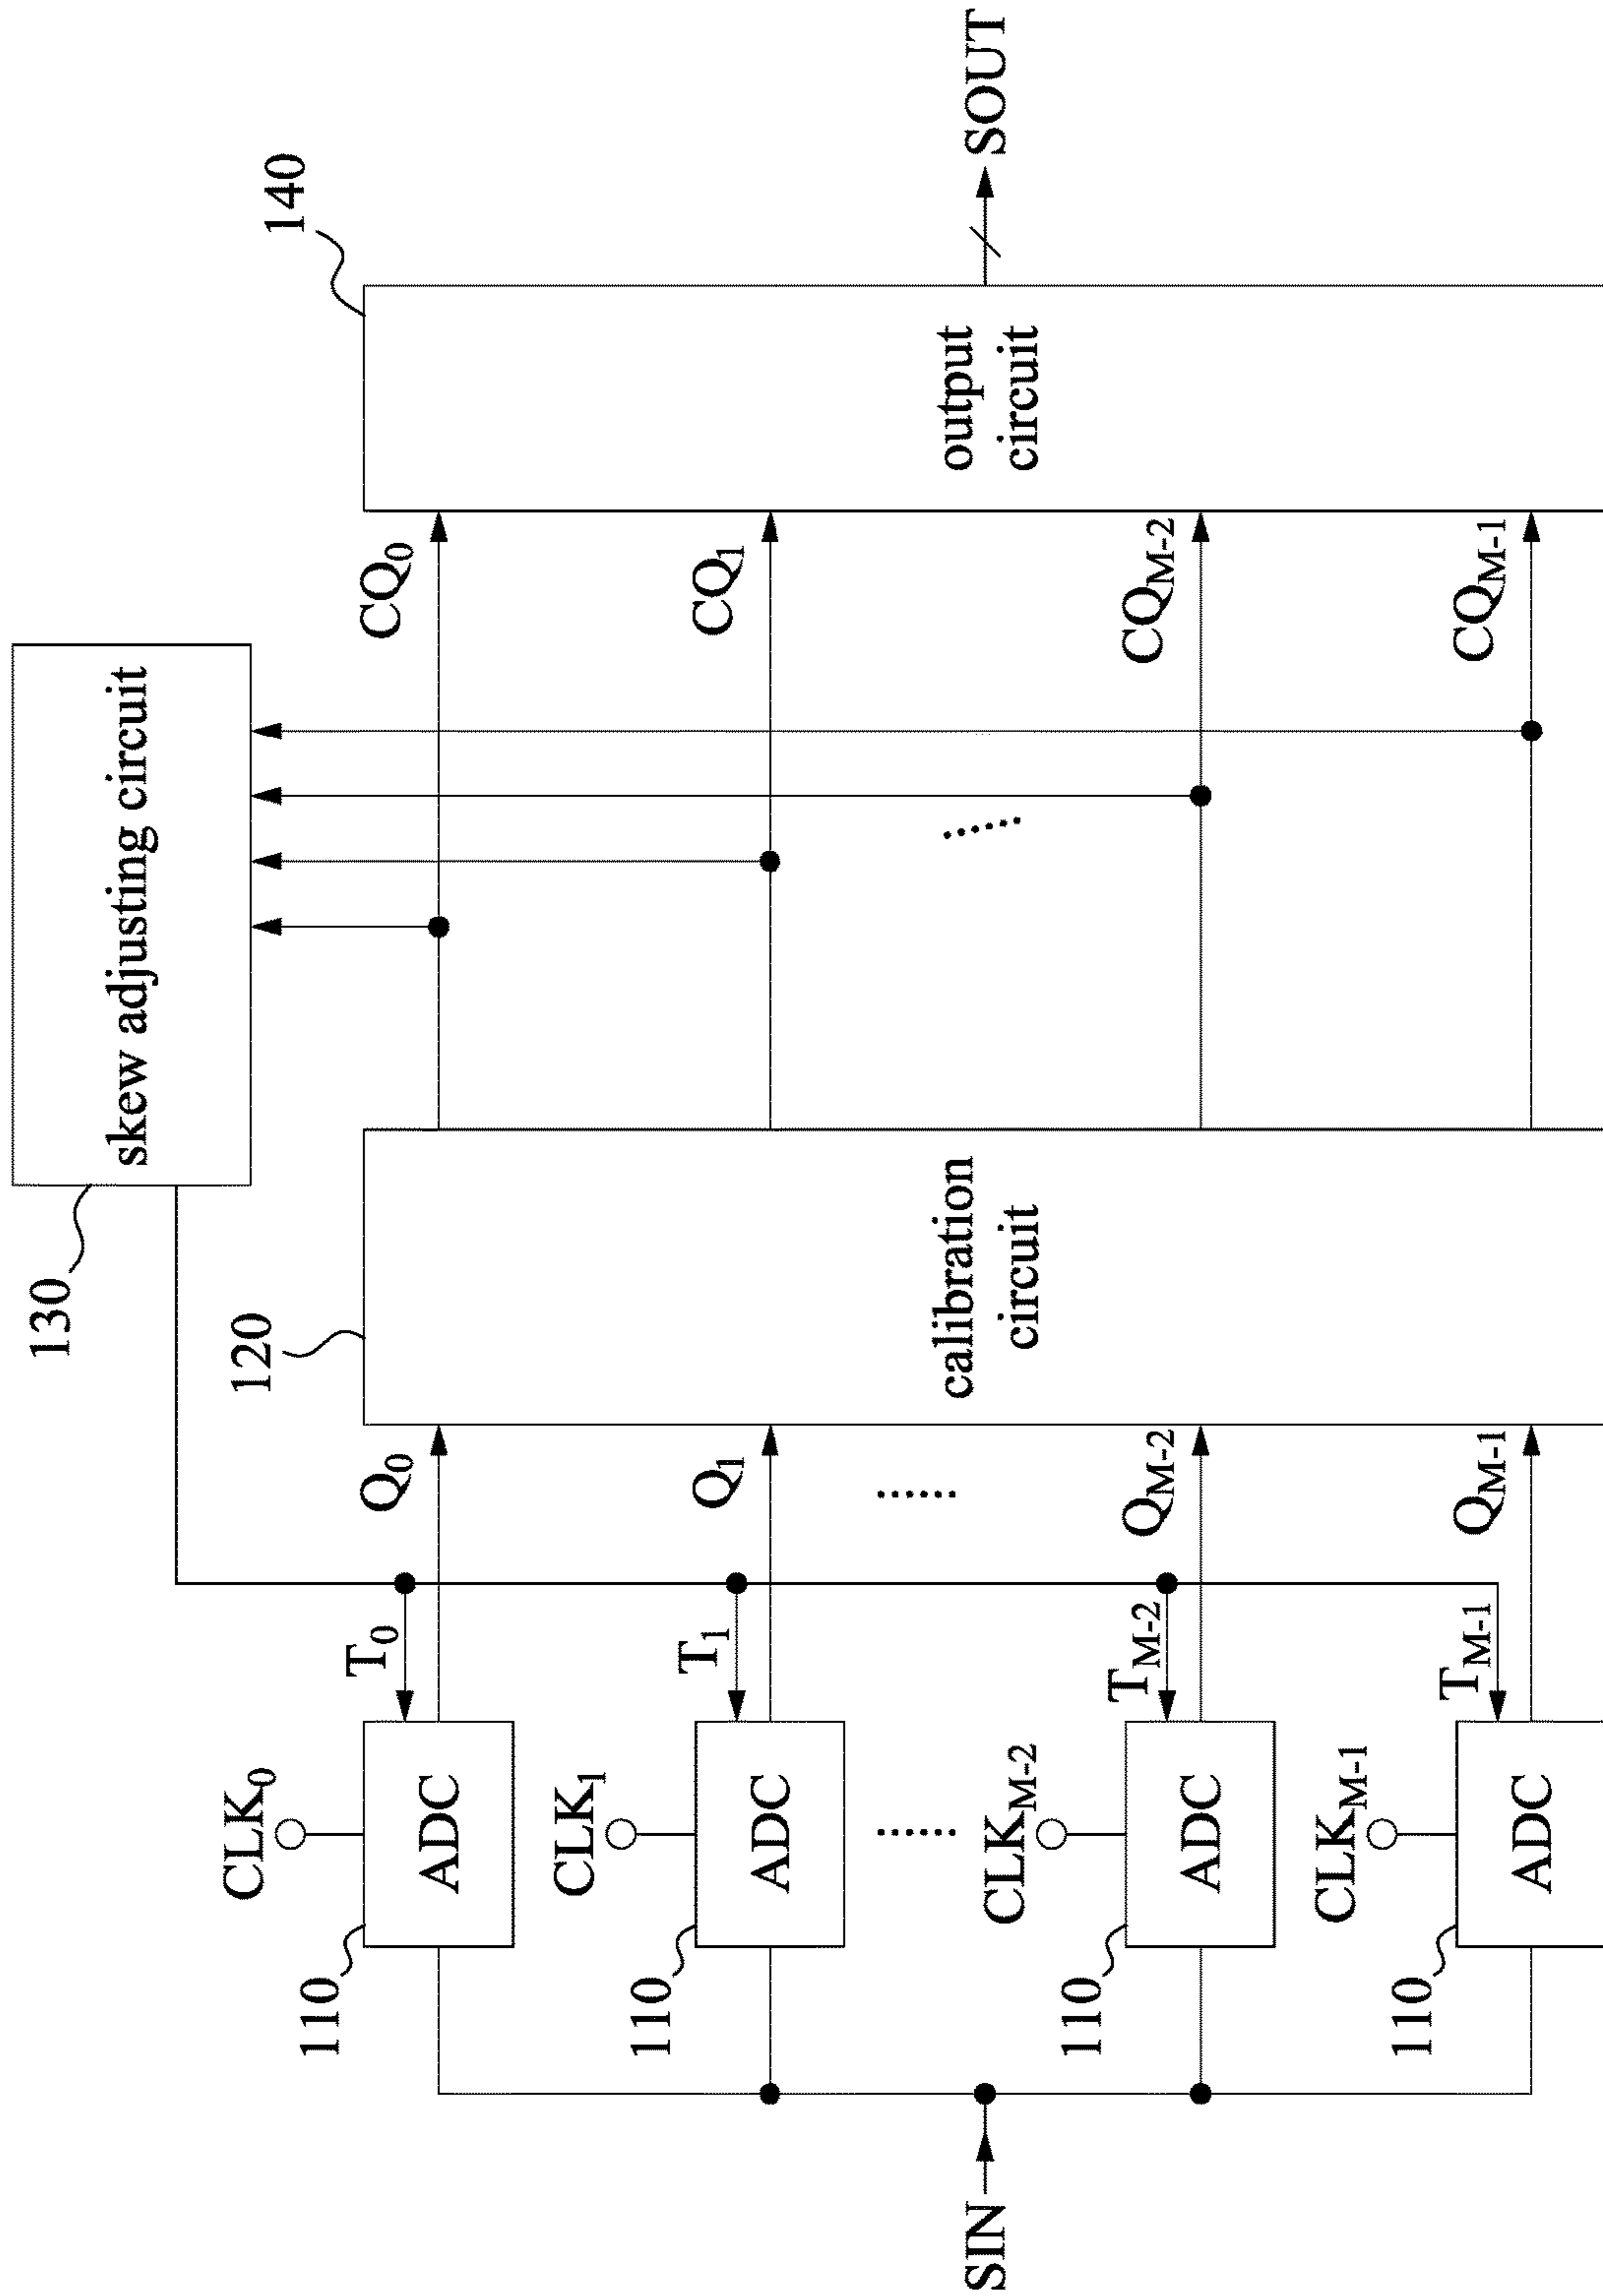 130
skew adjusting circuit
120
140
CLK0
110
ADC
T0
Q0
CQ0
CLK1
110
ADC
T1
Q1
CQ1
SIN
......
......
calibration
circuit
......
output
circuit
SOUT
CLKM-2
110
ADC
TM-2
QM-2
CQM-2
CLKM-1
110
ADC
TM-1
QM-1
CQM-1